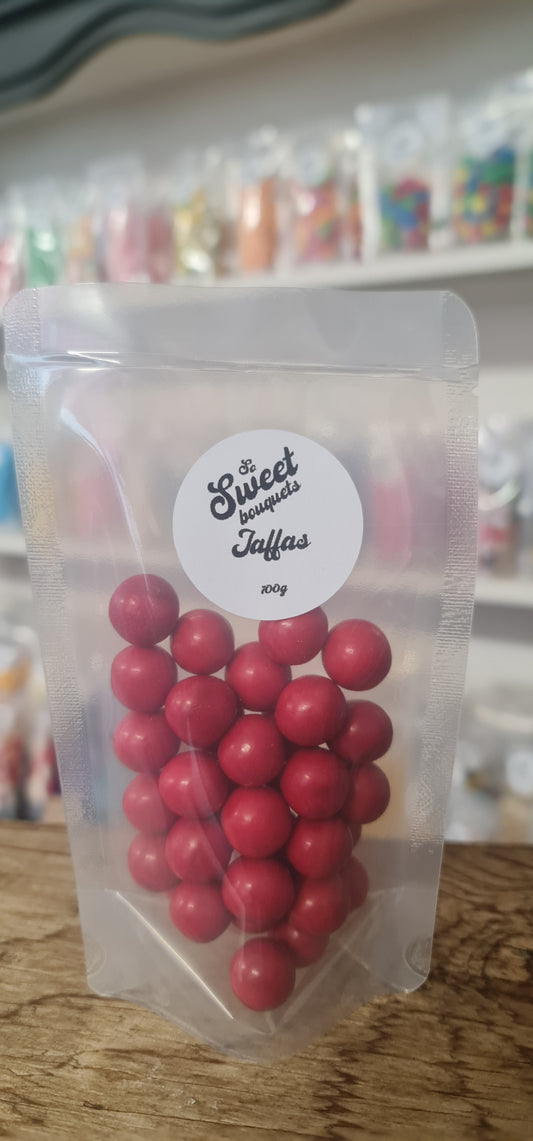 So
Sweet
bouquets
Jaffas
100g